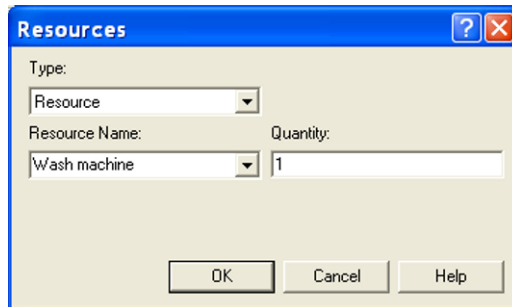 Resources
Type:
Resource
Resource Name: Quantity:
Wash machine 1
OK Cancel Help